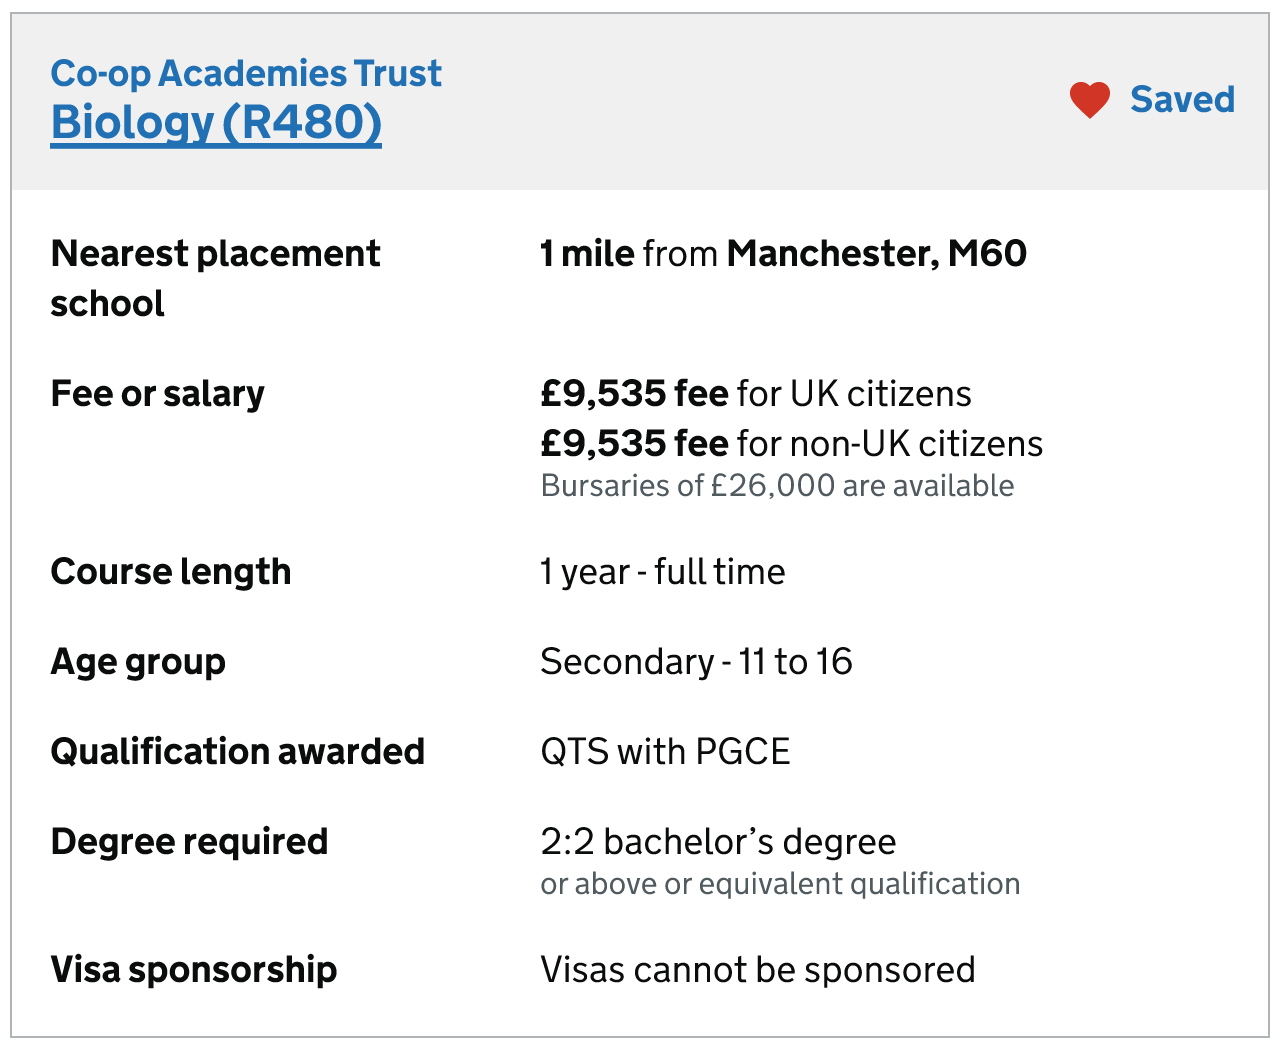 Co-op Academies Trust
Biology (R480)
Saved
Nearest placement
school
1 mile from Manchester, M60
Fee or salary
£9,535 fee for UK citizens
£9,535 fee for non-UK citizens
Bursaries of £26,000 are available
Course length
1 year - full time
Age group
Secondary - 11 to 16
Qualification awarded
QTS with PGCE
Degree required
2:2 bachelor’s degree
or above or equivalent qualification
Visa sponsorship
Visas cannot be sponsored